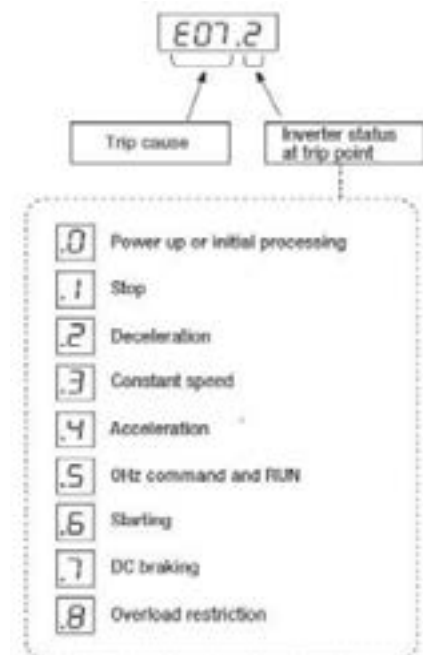 E07.2
Trip cause
Inverter status
at trip point
.0 Power up or initial processing
.1 Stop
.2 Deceleration
.3 Constant speed
.4 Acceleration
.5 0Hz command and RUN
.6 Starting
.7 DC braking
.8 Overload restriction